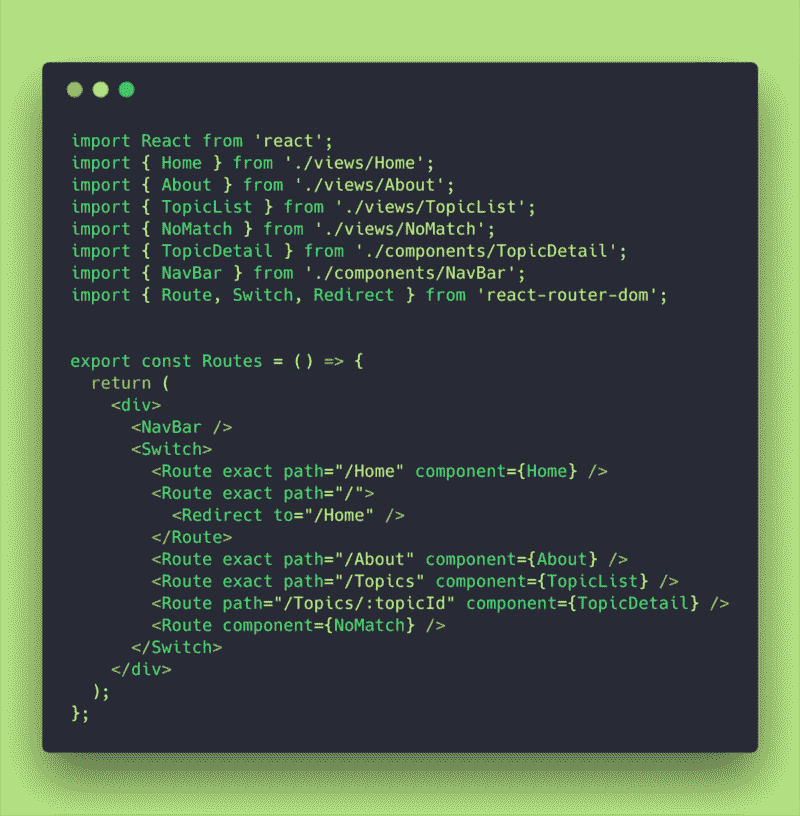 import React from 'react';
import { Home } from './views/Home';
import { About } from './views/About';
import { TopicList } from './views/TopicList';
import { NoMatch } from './views/NoMatch';
import { TopicDetail } from './components/TopicDetail';
import { NavBar } from './components/NavBar';
import { Route, Switch, Redirect } from 'react-router-dom';

export const Routes = () => {
  return (
    <div>
      <NavBar />
      <Switch>
        <Route exact path="/Home" component={Home} />
        <Route exact path="/">
          <Redirect to="/Home" />
        </Route>
        <Route exact path="/About" component={About} />
        <Route exact path="/Topics" component={TopicList} />
        <Route path="/Topics/:topicId" component={TopicDetail} />
        <Route component={NoMatch} />
      </Switch>
    </div>
  );
};